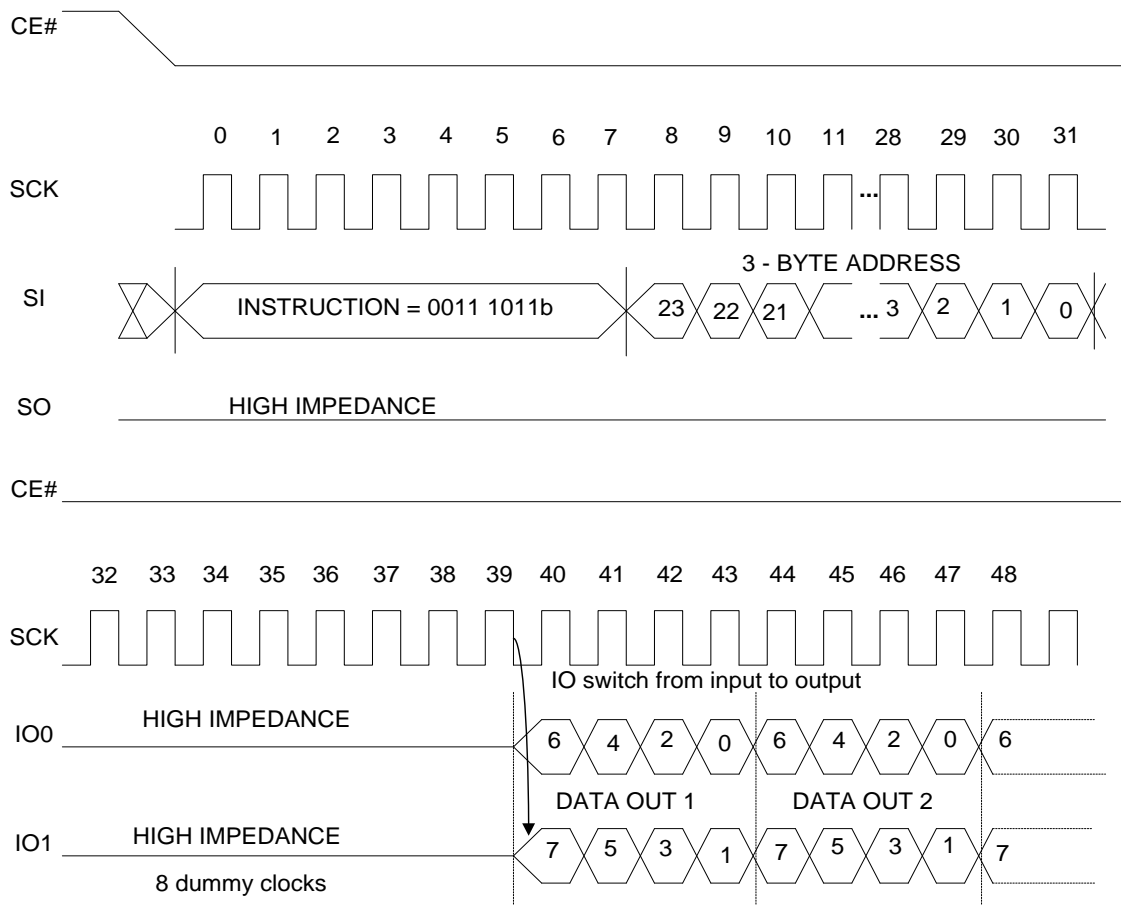 CE#
0 1 2 3 4 5 6 7 8 9 10 11 28 29 30 31
SCK ...
3 - BYTE ADDRESS
SI INSTRUCTION = 0011 1011b 23 22 21 ... 3 2 1 0
SO HIGH IMPEDANCE
CE#
32 33 34 35 36 37 38 39 40 41 42 43 44 45 46 47 48
SCK
IO switch from input to output
IO0 HIGH IMPEDANCE 6 4 2 0 6 4 2 0 6
DATA OUT 1 DATA OUT 2
IO1 HIGH IMPEDANCE 7 5 3 1 7 5 3 1 7
8 dummy clocks